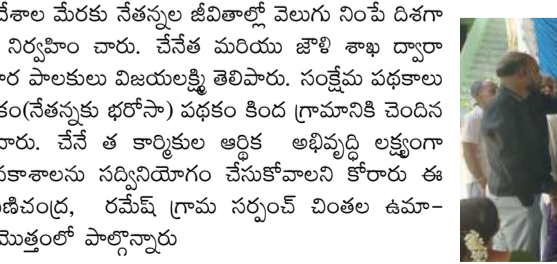 దేశాల మేరకు నేతన్నల జీవితాల్లో వెలుగు నింపే దిశగా
నిర్వహిం చారు. చేనేత మరియు జౌళి శాఖ ద్వారా
ార పాలకులు విజయలక్ష్మి తెలిపారు. సంక్షేమ పథకాలు
కం(నేతన్నకు భరోసా) పథకం కింద గ్రామానికి చెందిన
చారు. చేనే త కార్మికుల ఆర్థిక అభివృద్ధి లక్ష్యంగా
వకాశాలను సద్వినియోగం చేసుకోవాలని కోరారు ఈ
ణిచంద్ర, రమేష్ గ్రామ సర్పంచ్ చింతల ఉమా-
మొత్తంలో పాల్గొన్నారు